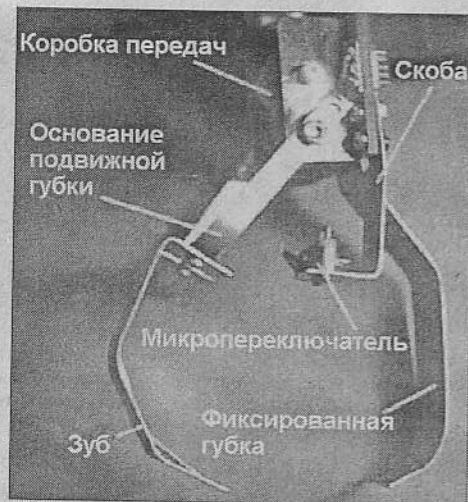 Коробка передач
Скоба
Основание
подвижной
губки
Микропереключатель
Фиксированная
губка
Зуб